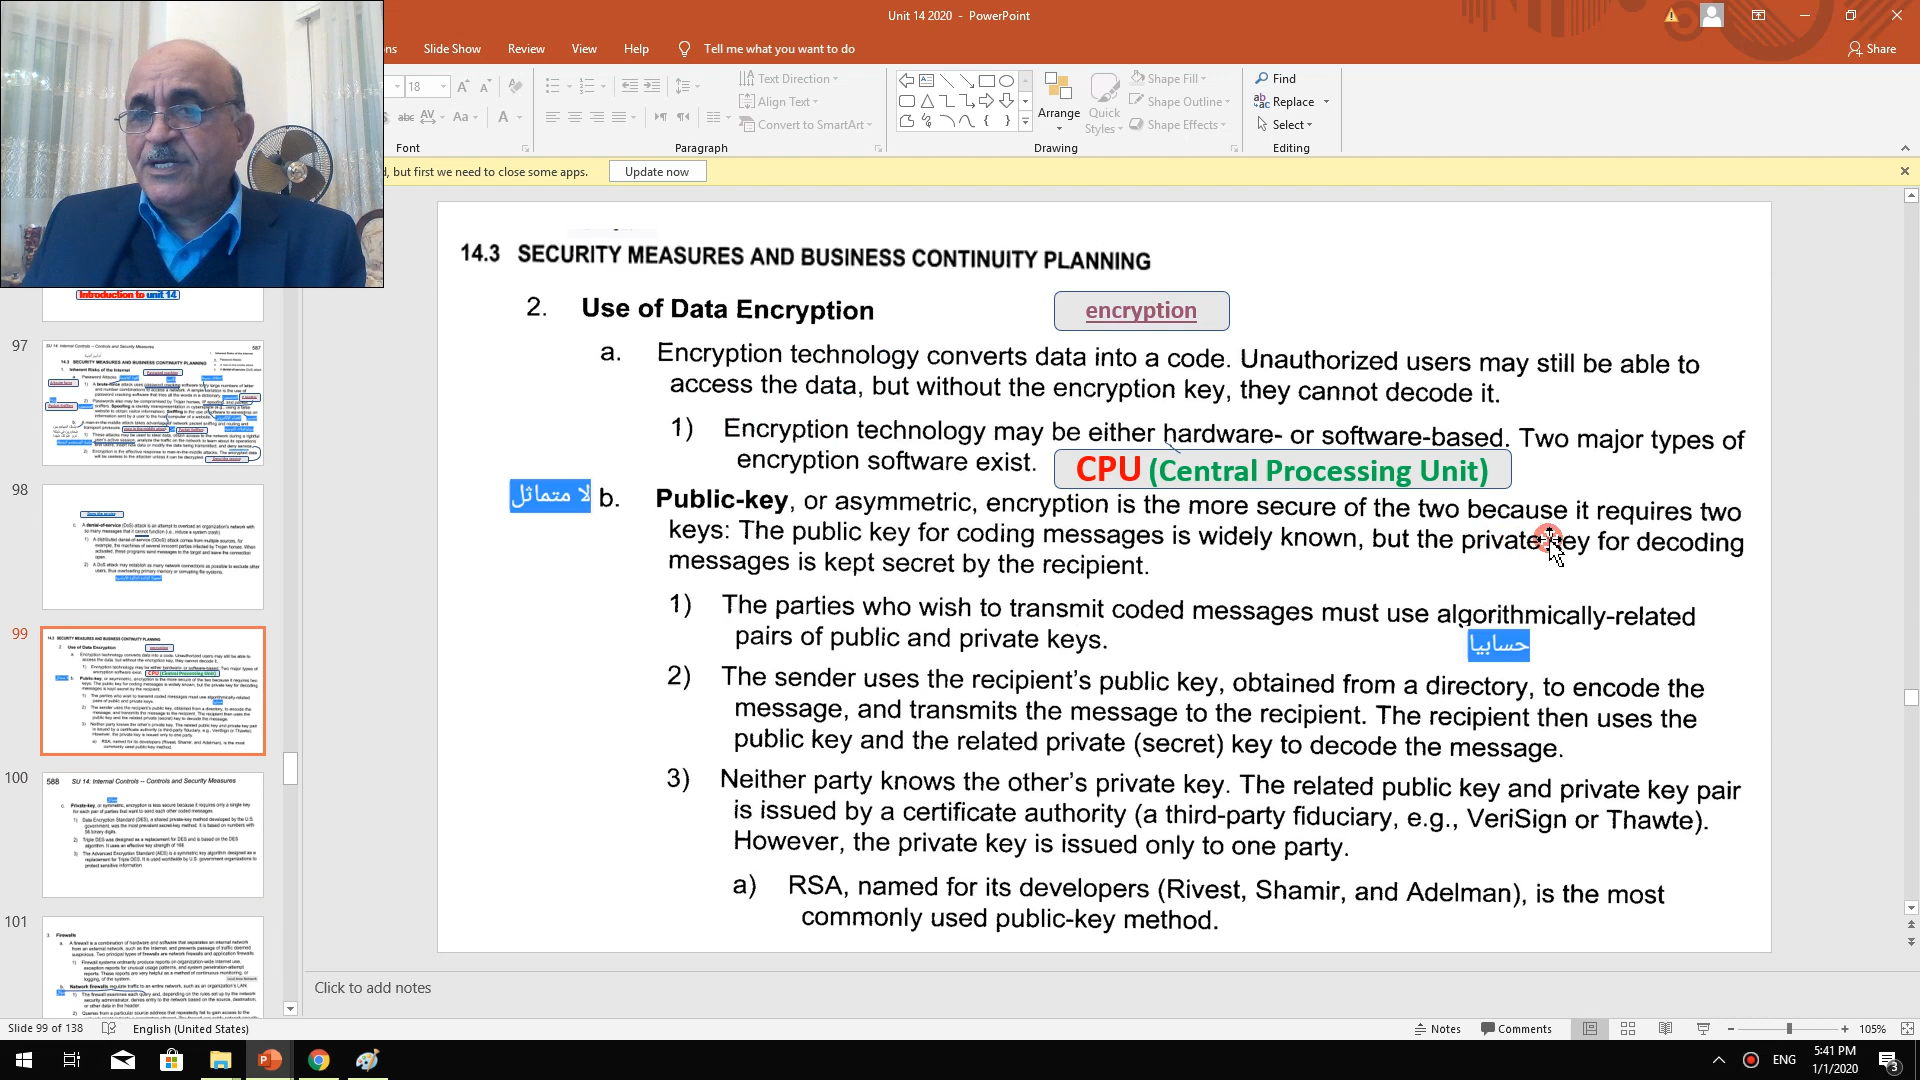 Unit 14 2020 - PowerPoint
Slide Show Review View Help Tell me what you want to do
Share
18
Text Direction
Align Text
Convert to SmartArt
Arrange
Quick Styles
Shape Fill
Shape Outline
Shape Effects
Find
Replace
Select
Font Paragraph Drawing Editing
, but first we need to close some apps. Update now
14.3 SECURITY MEASURES AND BUSINESS CONTINUITY PLANNING
2. Use of Data Encryption
encryption
a. Encryption technology converts data into a code. Unauthorized users may still be able to
access the data, but without the encryption key, they cannot decode it.
1) Encryption technology may be either hardware- or software-based. Two major types of
encryption software exist.
CPU (Central Processing Unit)
لا متماثل
b. Public-key, or asymmetric, encryption is the more secure of the two because it requires two
keys: The public key for coding messages is widely known, but the private key for decoding
messages is kept secret by the recipient.
1) The parties who wish to transmit coded messages must use algorithmically-related
pairs of public and private keys.
حسابيا
2) The sender uses the recipient's public key, obtained from a directory, to encode the
message, and transmits the message to the recipient. The recipient then uses the
public key and the related private (secret) key to decode the message.
3) Neither party knows the other's private key. The related public key and private key pair
is issued by a certificate authority (a third-party fiduciary, e.g., VeriSign or Thawte).
However, the private key is issued only to one party.
a) RSA, named for its developers (Rivest, Shamir, and Adelman), is the most
commonly used public-key method.
Introduction to unit 14
97
98
99
100
588 SU 14: Internal Controls -- Controls and Security Measures
101
Click to add notes
Slide 99 of 138 English (United States)
Notes Comments 105%
ENG
5:41 PM
1/1/2020
3